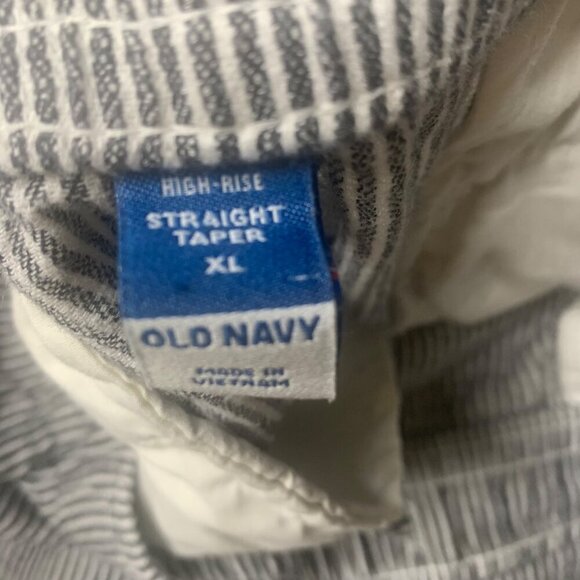 HIGH-RISE
STRAIGHT
TAPER
XL
OLD NAVY
MADE IN
VIETNAM